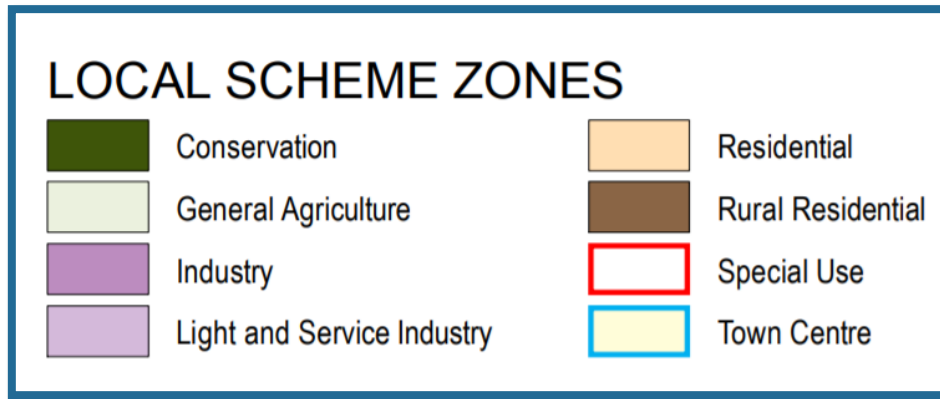 LOCAL SCHEME ZONES
Conservation
General Agriculture
Industry
Light and Service Industry
Residential
Rural Residential
Special Use
Town Centre